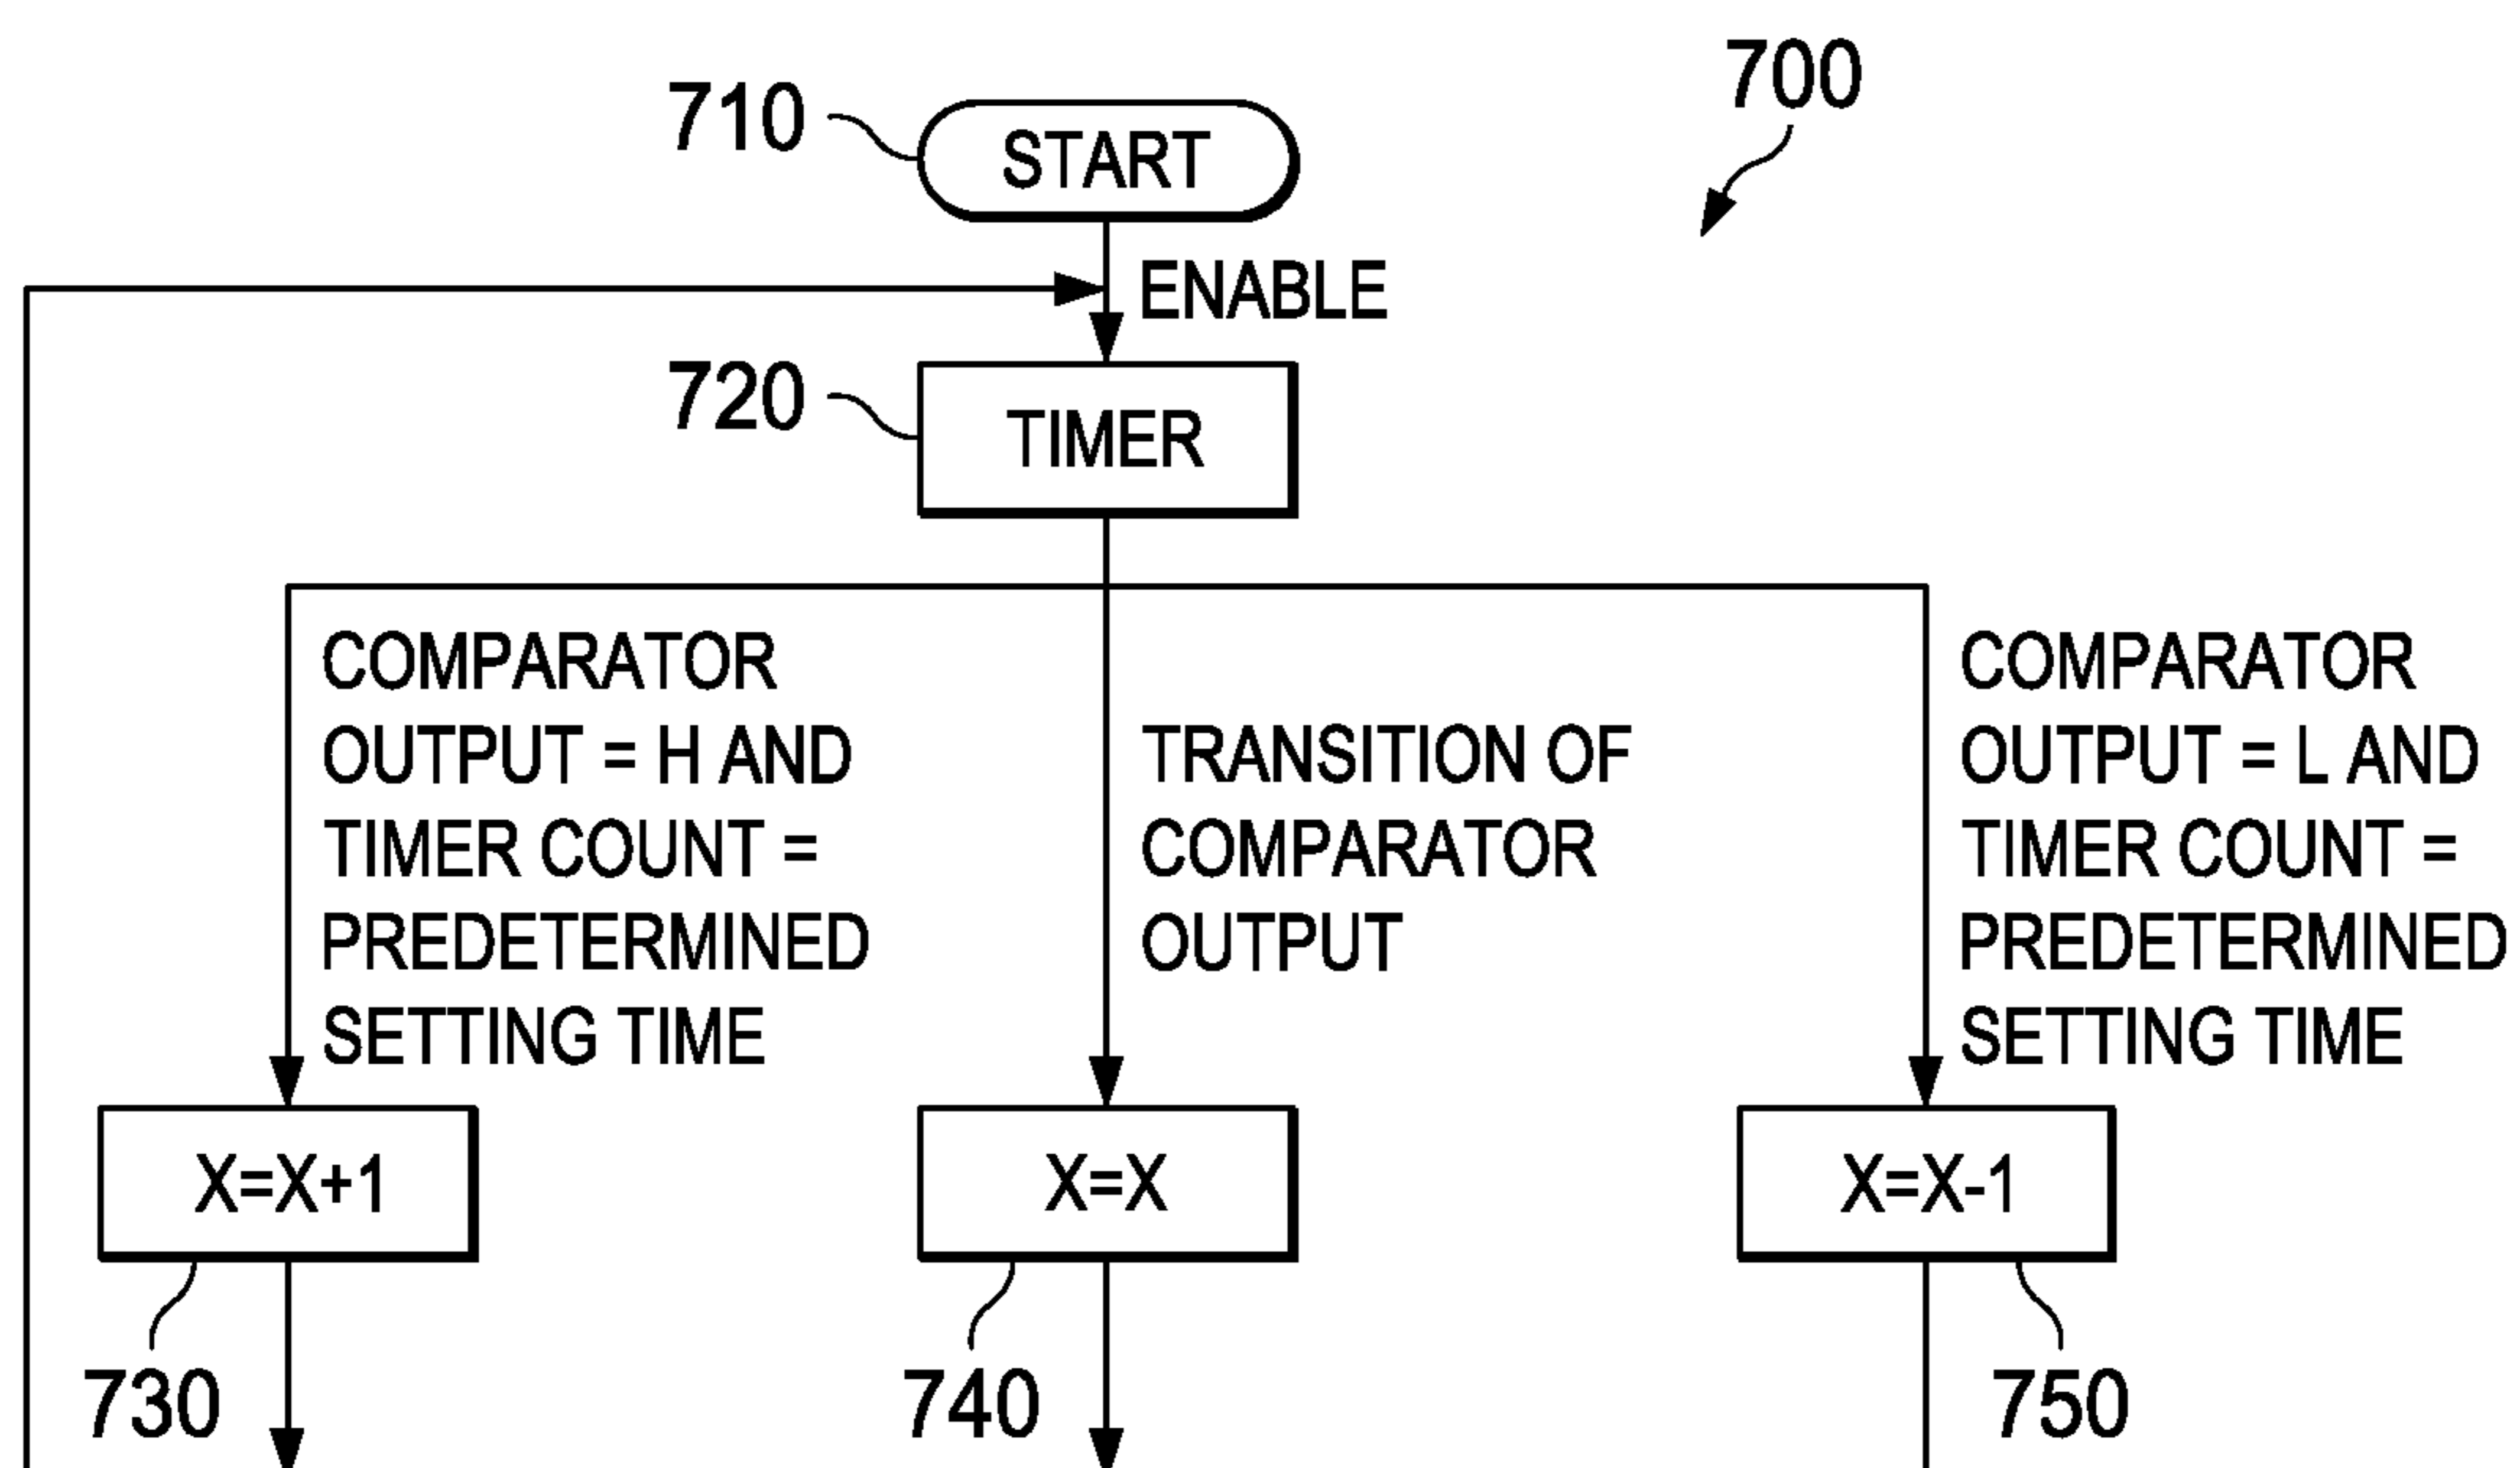 700
710
START
ENABLE
720
TIMER
COMPARATOR
OUTPUT = H AND
TIMER COUNT =
PREDETERMINED
SETTING TIME
TRANSITION OF
COMPARATOR
OUTPUT
COMPARATOR
OUTPUT = L AND
TIMER COUNT =
PREDETERMINED
SETTING TIME
X=X+1
X=X
X=X-1
730
740
750